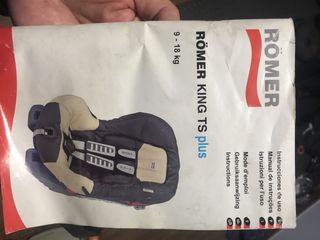 RÖMER
Instrucciones de uso
Manual de instruções
Istruzioni per l'uso
Mode d'emploi
Gebruiksaanwijzing
Instructions
RÖMER KING TS plus
9 - 18 kg